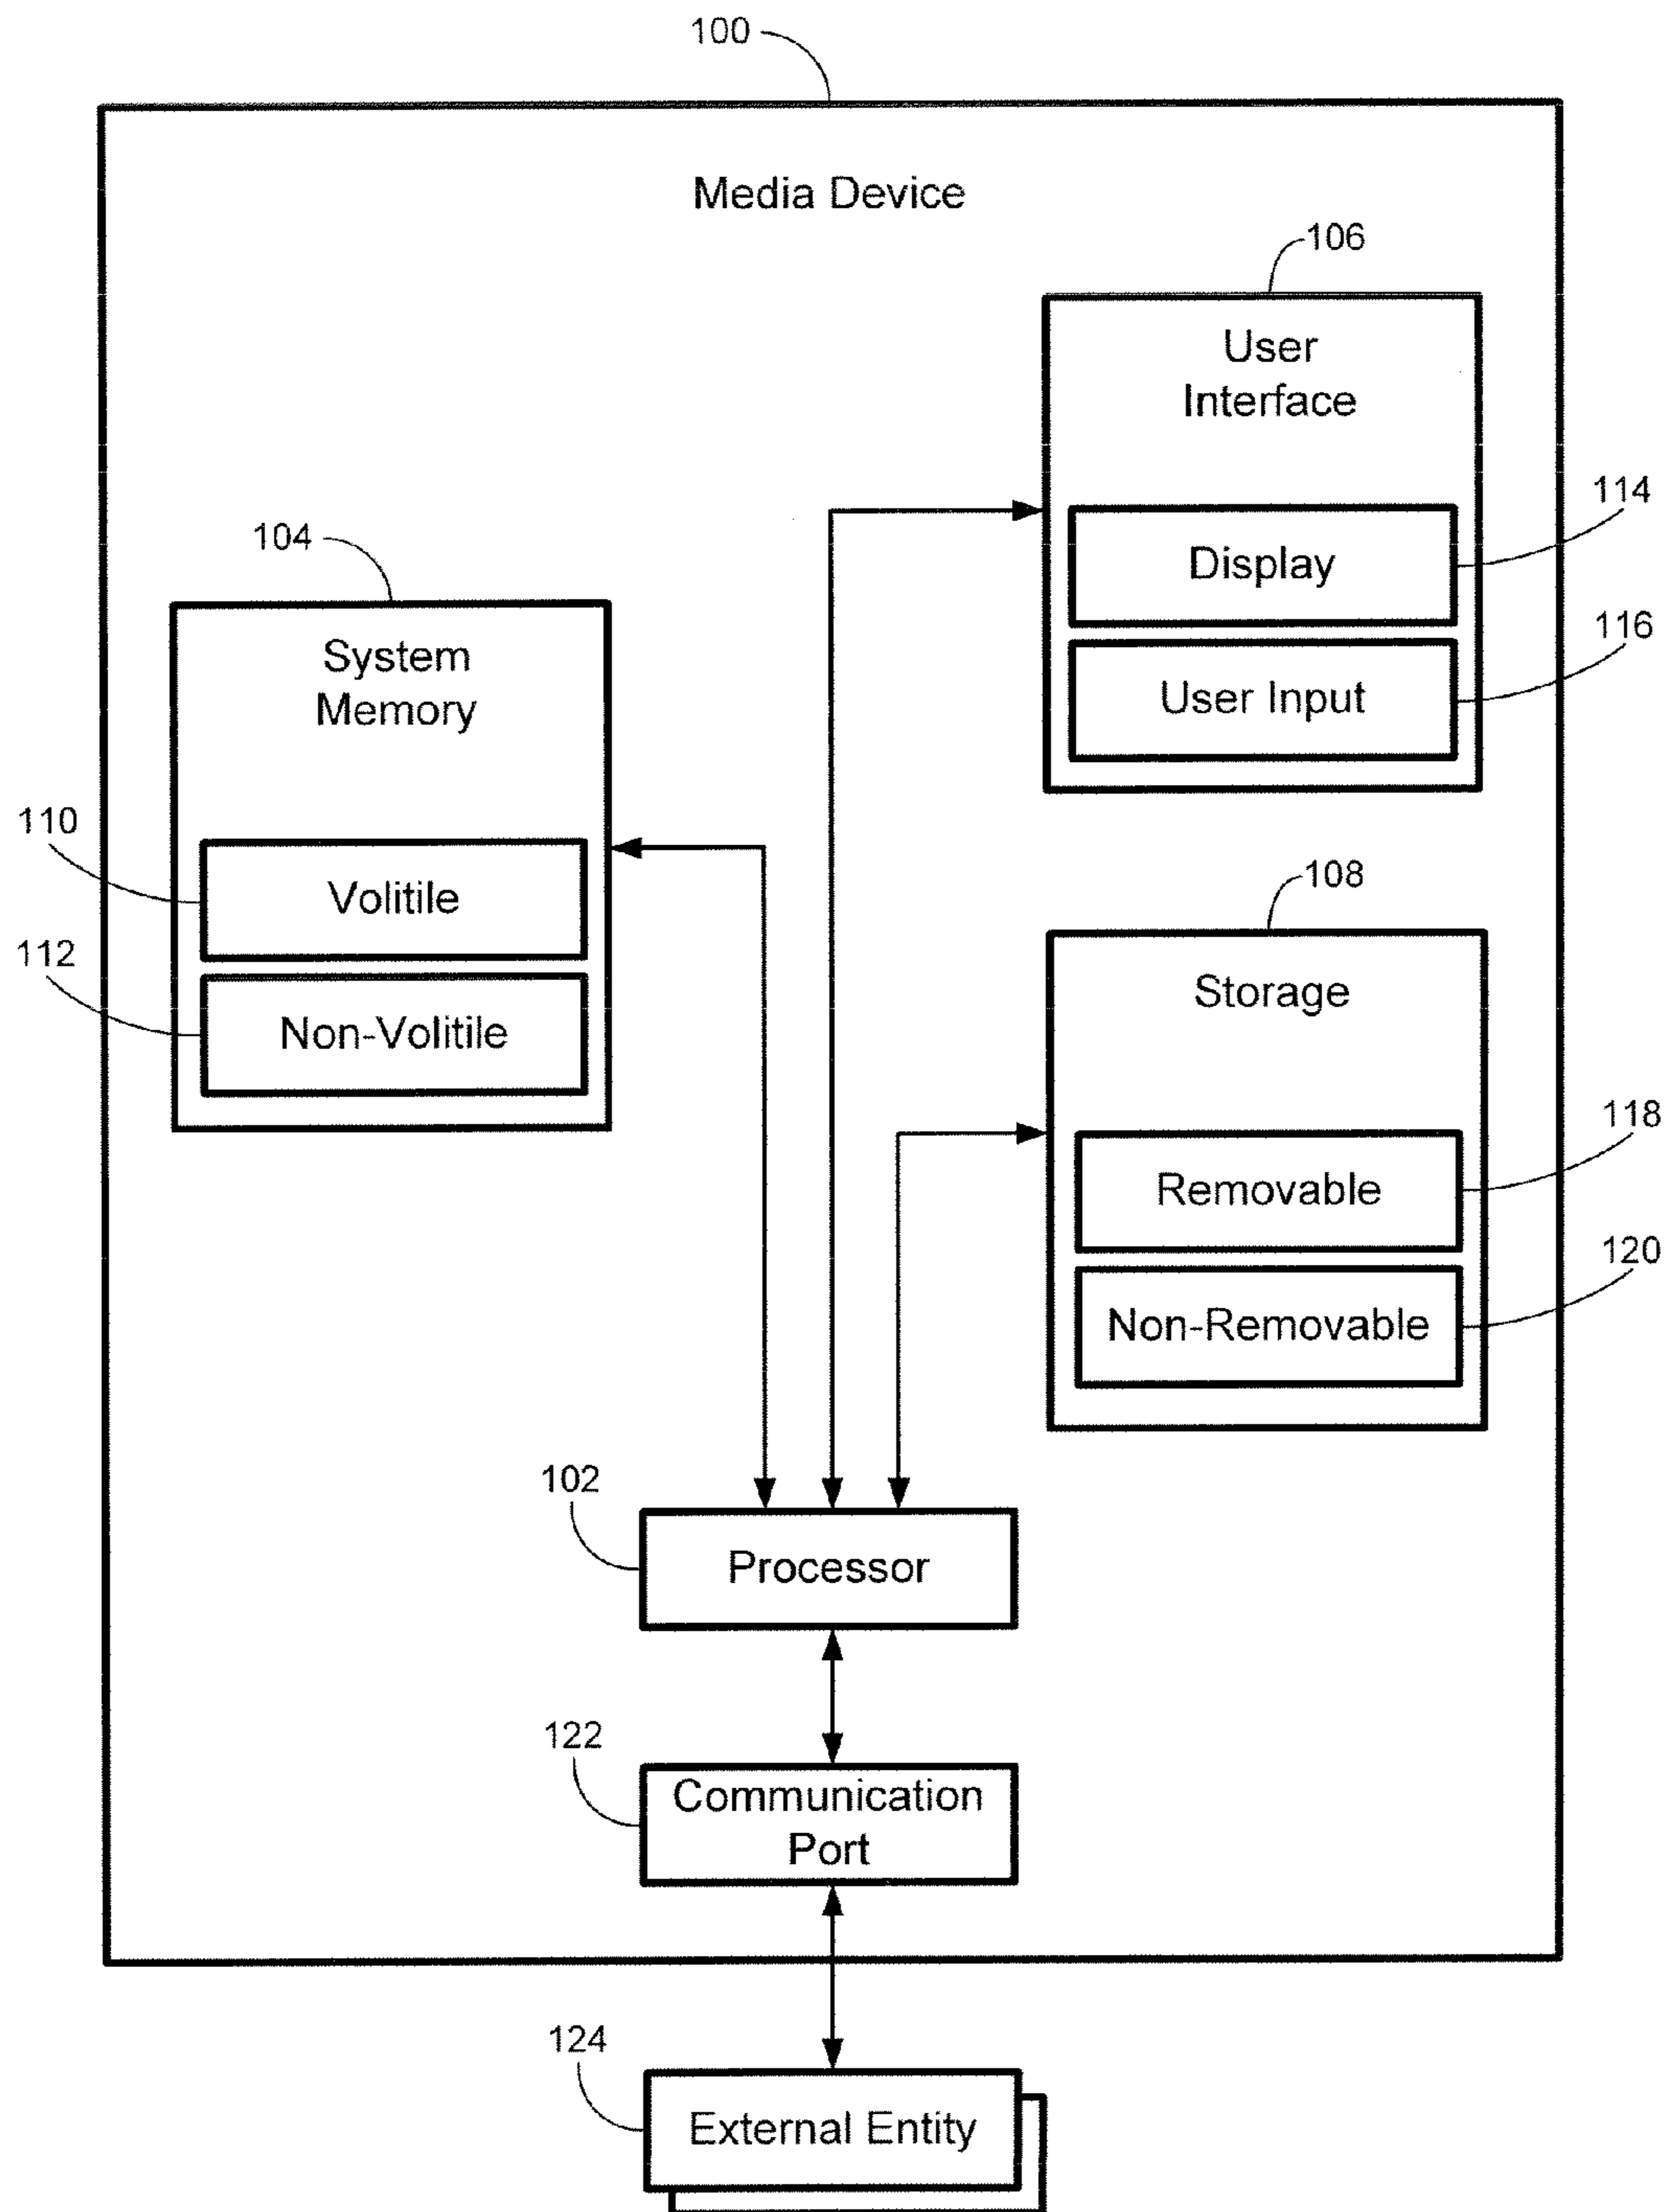 100
Media Device
106
User
Interface
114
Display
116
User Input
104
System
Memory
110
Volitile
112
Non-Volitile
108
Storage
118
Removable
120
Non-Removable
102
Processor
122
Communication
Port
124
External Entity